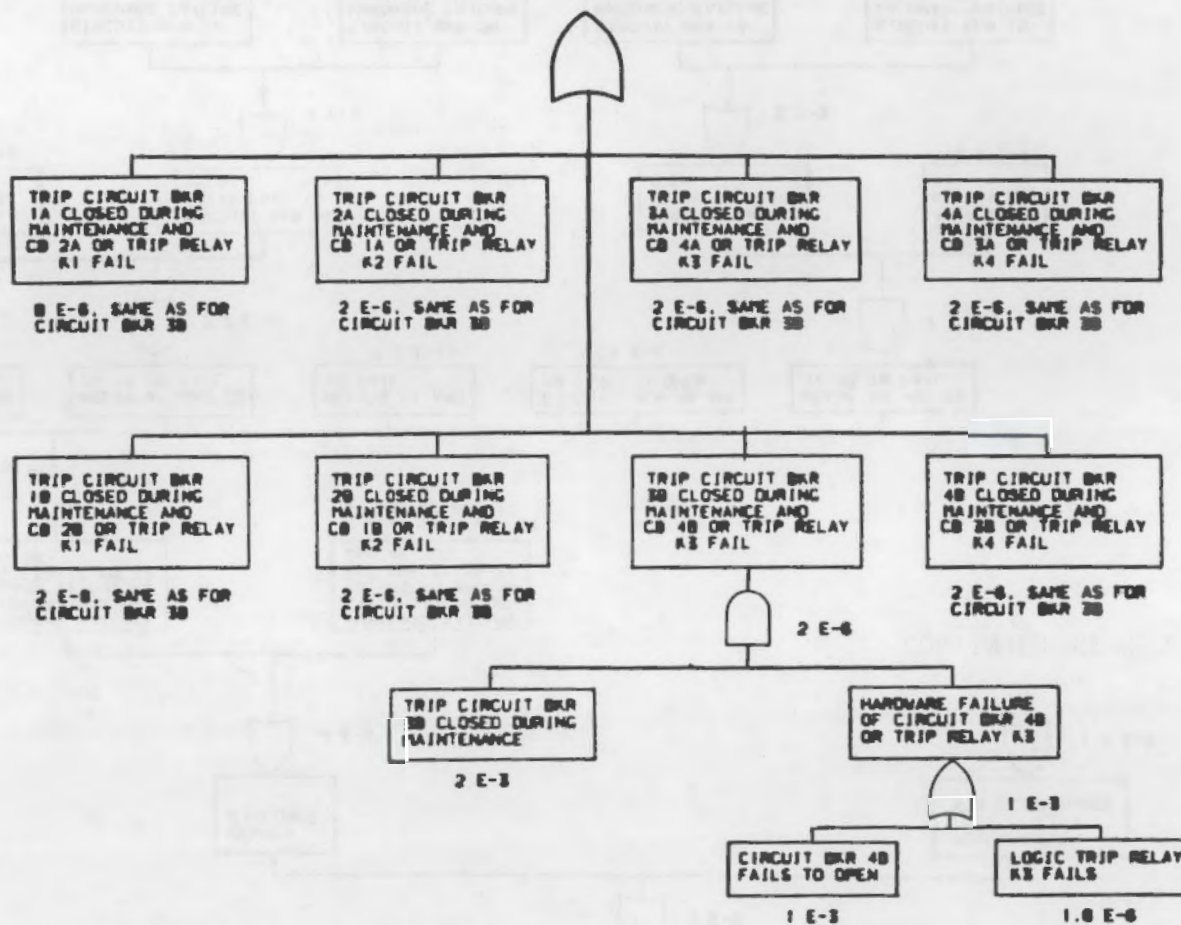 TRIP CIRCUIT BKR
1A CLOSED DURING
MAINTENANCE AND
CB 2A OR TRIP RELAY
K1 FAIL
TRIP CIRCUIT BKR
2A CLOSED DURING
MAINTENANCE AND
CB 1A OR TRIP RELAY
K2 FAIL
TRIP CIRCUIT BKR
3A CLOSED DURING
MAINTENANCE AND
CB 4A OR TRIP RELAY
K3 FAIL
TRIP CIRCUIT BKR
4A CLOSED DURING
MAINTENANCE AND
CB 3A OR TRIP RELAY
K4 FAIL
E-6, SAME AS FOR
CIRCUIT BKR 3B
2 E-6, SAME AS FOR
CIRCUIT BKR 3B
2 E-6, SAME AS FOR
CIRCUIT BKR 3B
2 E-6, SAME AS FOR
CIRCUIT BKR 3B
TRIP CIRCUIT BKR
1B CLOSED DURING
MAINTENANCE AND
CB 2B OR TRIP RELAY
K1 FAIL
TRIP CIRCUIT BKR
2B CLOSED DURING
MAINTENANCE AND
CB 1B OR TRIP RELAY
K2 FAIL
TRIP CIRCUIT BKR
3B CLOSED DURING
MAINTENANCE AND
CB 4B OR TRIP RELAY
K3 FAIL
TRIP CIRCUIT BKR
4B CLOSED DURING
MAINTENANCE AND
CB 3B OR TRIP RELAY
K4 FAIL
2 E-6, SAME AS FOR
CIRCUIT BKR 3B
2 E-6, SAME AS FOR
CIRCUIT BKR 3B
2 E-6
2 E-6, SAME AS FOR
CIRCUIT BKR 3B
TRIP CIRCUIT BKR
3B CLOSED DURING
MAINTENANCE
2 E-3
HARDWARE FAILURE
OF CIRCUIT BKR 4B
OR TRIP RELAY K3
1 E-3
CIRCUIT BKR 4B
FAILS TO OPEN
1 E-3
LOGIC TRIP RELAY
K3 FAILS
E-6